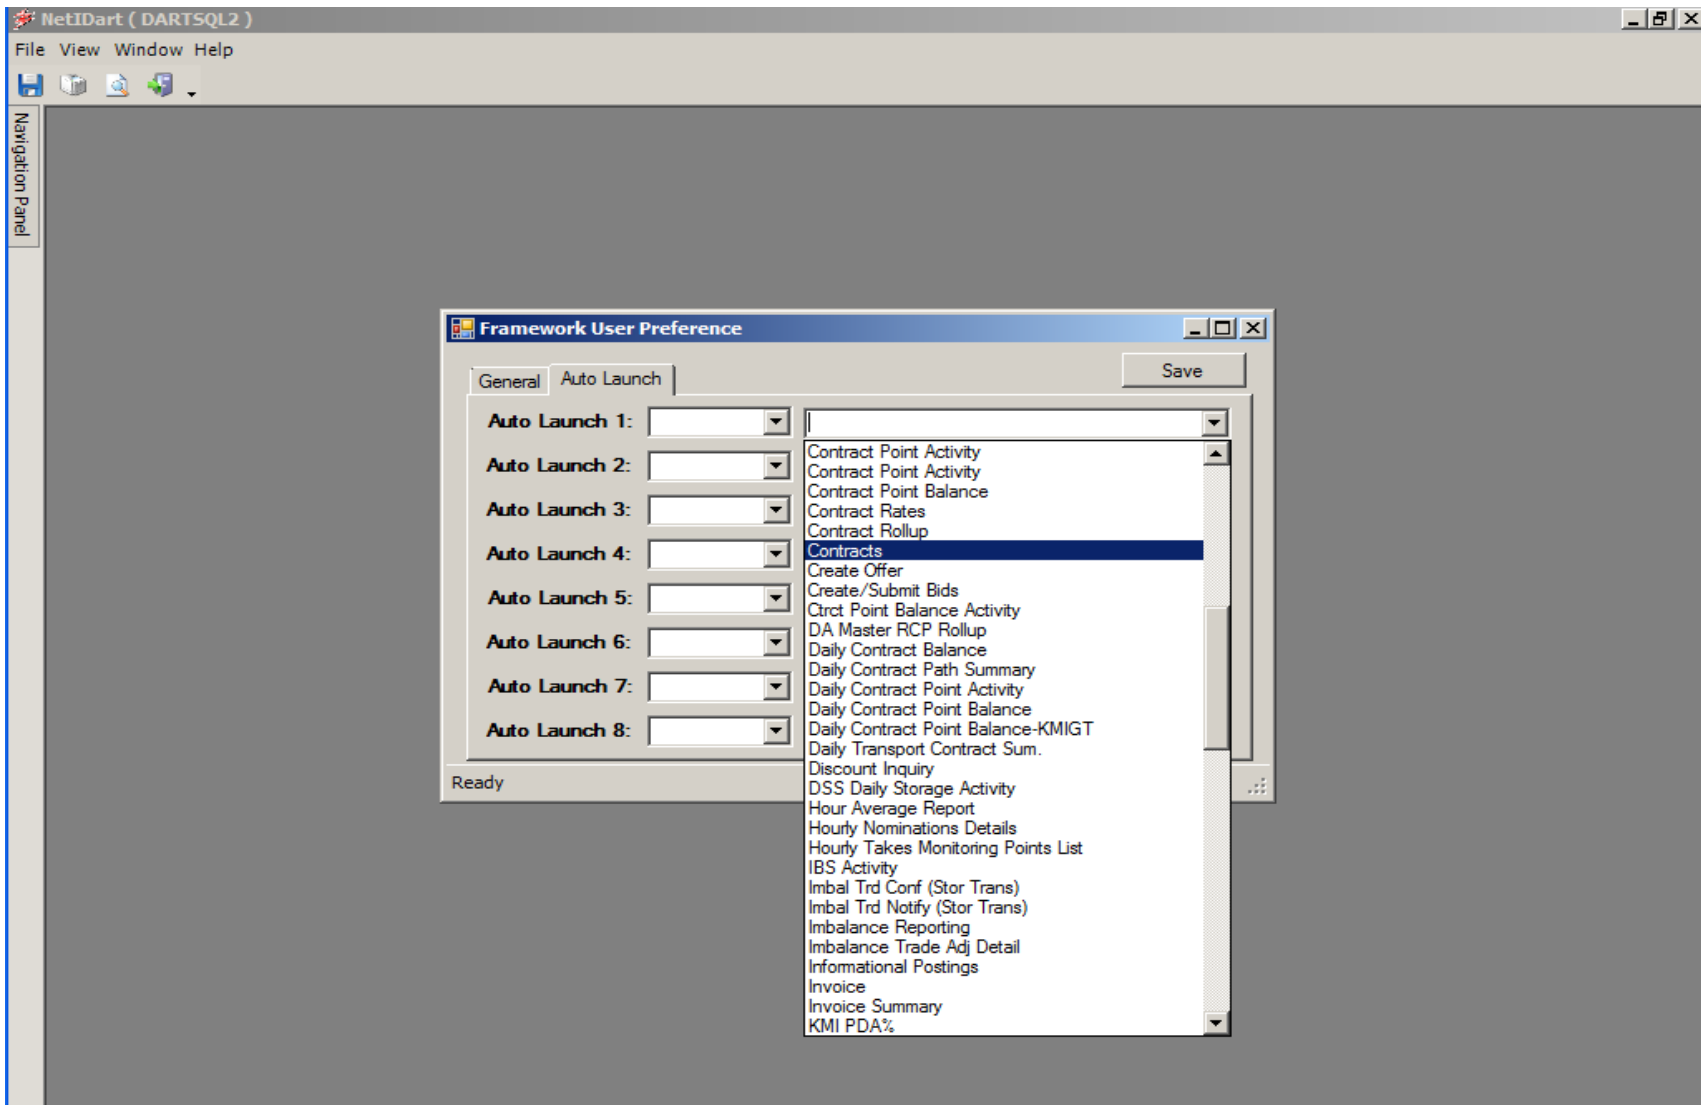 NetIDart ( DARTSQL2 )
File View Window Help
Navigation Panel
Framework User Preference
General Auto Launch Save
Auto Launch 1:
Auto Launch 2:
Auto Launch 3:
Auto Launch 4:
Auto Launch 5:
Auto Launch 6:
Auto Launch 7:
Auto Launch 8:
Contract Point Activity
Contract Point Activity
Contract Point Balance
Contract Rates
Contract Rollup
Contracts
Create Offer
Create/Submit Bids
Ctrct Point Balance Activity
DA Master RCP Rollup
Daily Contract Balance
Daily Contract Path Summary
Daily Contract Point Activity
Daily Contract Point Balance
Daily Contract Point Balance-KMIGT
Daily Transport Contract Sum.
Discount Inquiry
DSS Daily Storage Activity
Hour Average Report
Hourly Nominations Details
Hourly Takes Monitoring Points List
IBS Activity
Imbal Trd Conf (Stor Trans)
Imbal Trd Notify (Stor Trans)
Imbalance Reporting
Imbalance Trade Adj Detail
Informational Postings
Invoice
Invoice Summary
KMI PDA%
Ready